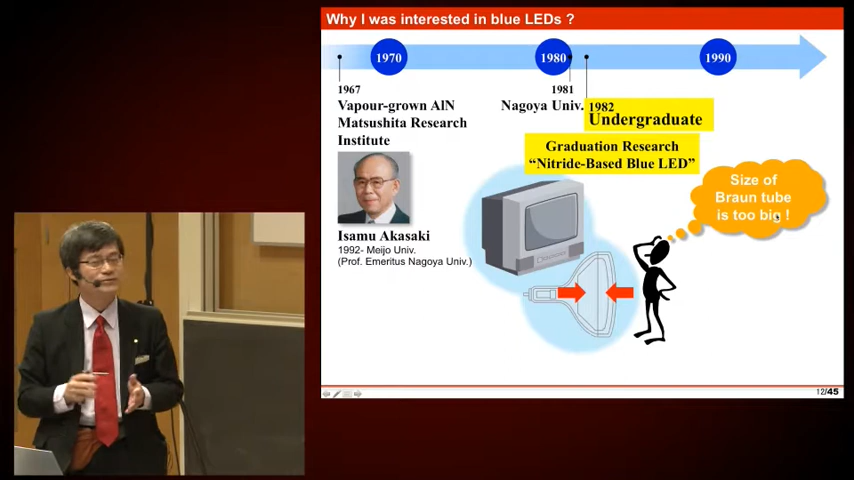 Why I was interested in blue LEDs ?
1970
1980
1990
1967
Vapour-grown AlN
Matsushita Research
Institute
1981
Nagoya Univ.
1982
Undergraduate
Graduation Research
“Nitride-Based Blue LED”
Size of
Braun tube
is too big !
Isamu Akasaki
1992- Meijo Univ.
(Prof. Emeritus Nagoya Univ.)
12/45